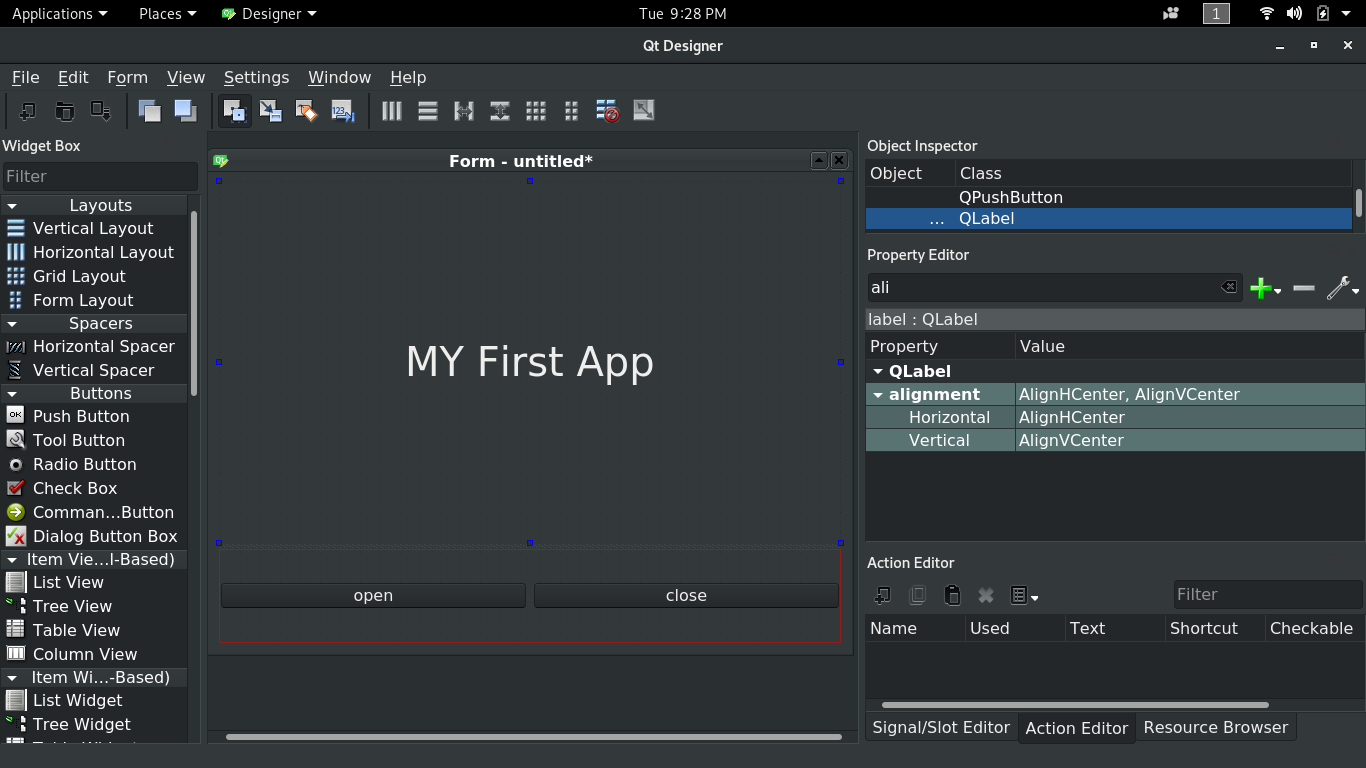 Applications Places Designer Tue 9:28 PM 1
Qt Designer
File Edit Form View Settings Window Help
Widget Box
Filter
Layouts
Vertical Layout
Horizontal Layout
Grid Layout
Form Layout
Spacers
Horizontal Spacer
Vertical Spacer
Buttons
OK Push Button
Tool Button
Radio Button
Check Box
Comman…Button
Dialog Button Box
Item Vie…l-Based)
List View
Tree View
Table View
Column View
Item Wi…-Based)
List Widget
Tree Widget
Form - untitled*
MY First App
open close
Object Inspector
Object Class
QPushButton
… QLabel
Property Editor
ali
label : QLabel
Property Value
QLabel
alignment AlignHCenter, AlignVCenter
Horizontal AlignHCenter
Vertical AlignVCenter
Action Editor
Filter
Name Used Text Shortcut Checkable
Signal/Slot Editor Action Editor Resource Browser